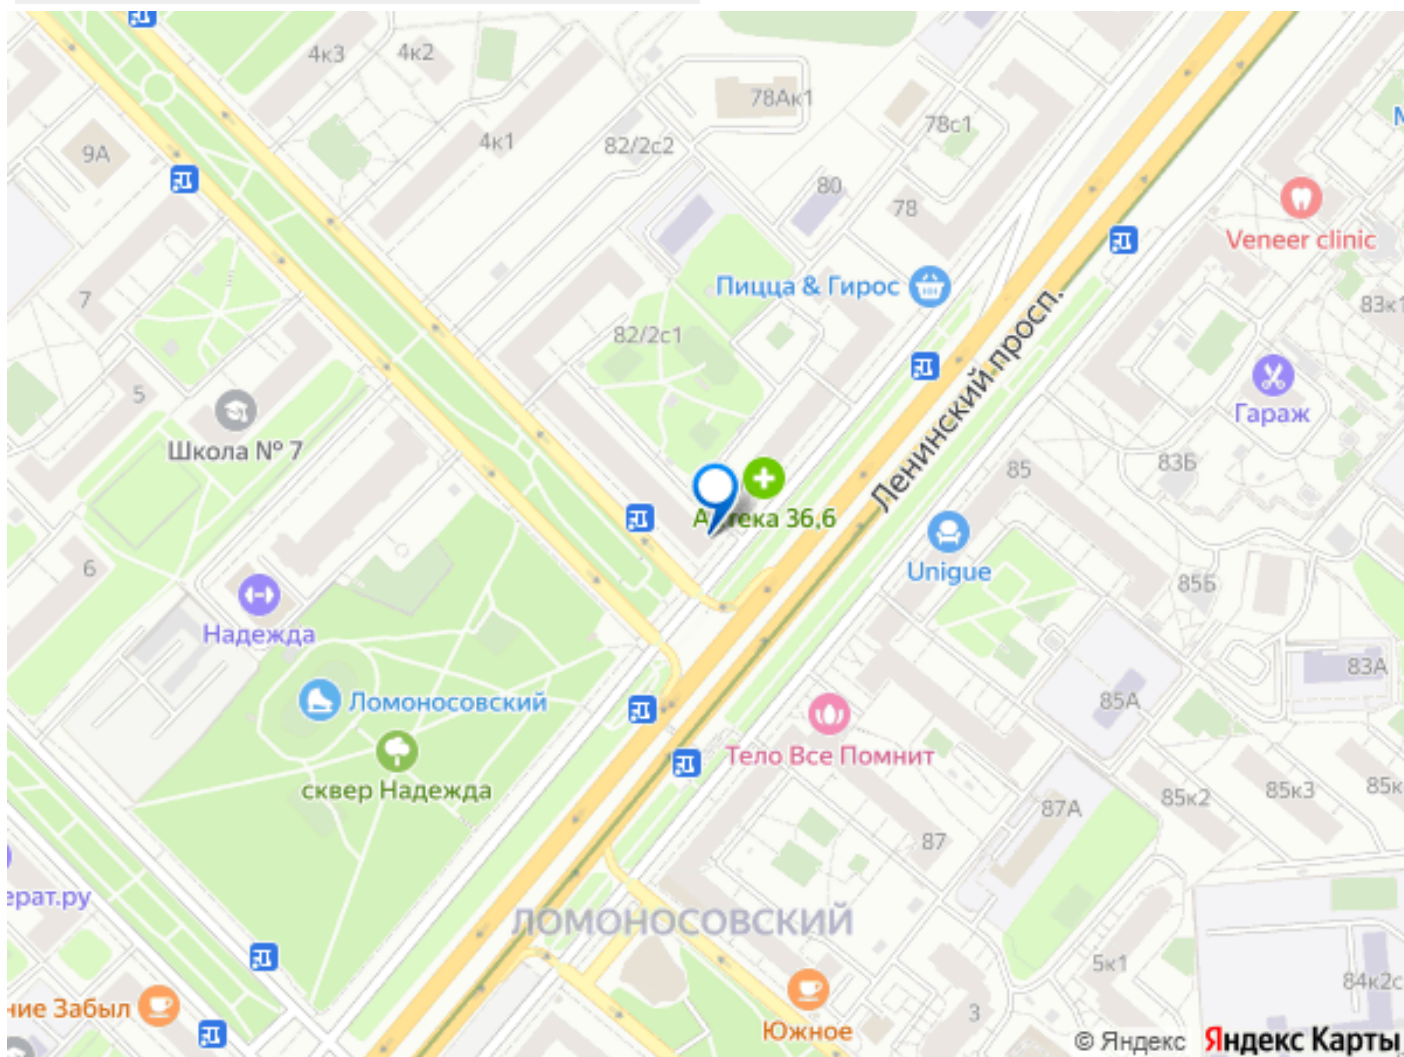 4к3
4к2
78Ак1
78с1
4к1
82/2с2
9А
80
78
Veneer clinic
Пицца & Гирос
7
82/2с1
83к1
Ленинский просп.
5
Гараж
Школа № 7
85
83Б
Аптека 36,6
6
Unigue
85Б
Надежда
83А
Ломоносовский
85А
Тело Все Помнит
сквер Надежда
85к2
85к3
85к
87А
87
ерат.ру
ЛОМОНОСОВСКИЙ
5к1
84к2с
ние Забыл
3
Южное
© Яндекс Яндекс Карты